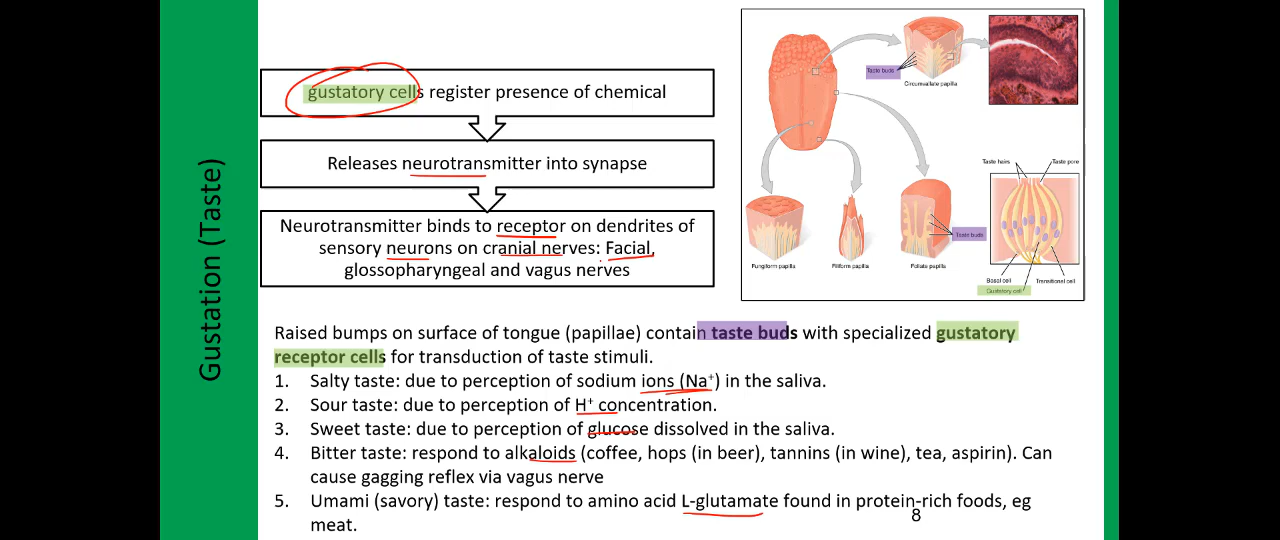 Gustation (Taste)
gustatory cells register presence of chemical
Releases neurotransmitter into synapse
Neurotransmitter binds to receptor on dendrites of
sensory neurons on cranial nerves: Facial,
glossopharyngeal and vagus nerves
Taste buds
Circumvallate papilla
Fungiform papilla
Filiform papilla
Foliate papilla
Taste buds
Taste hairs
Taste pore
Basal cell
Transitional cell
Gustatory cell
Raised bumps on surface of tongue (papillae) contain taste buds with specialized gustatory
receptor cells for transduction of taste stimuli.
1. Salty taste: due to perception of sodium ions (Na⁺) in the saliva.
2. Sour taste: due to perception of H⁺ concentration.
3. Sweet taste: due to perception of glucose dissolved in the saliva.
4. Bitter taste: respond to alkaloids (coffee, hops (in beer), tannins (in wine), tea, aspirin). Can
cause gagging reflex via vagus nerve
5. Umami (savory) taste: respond to amino acid L-glutamate found in protein-rich foods, eg
meat.
8